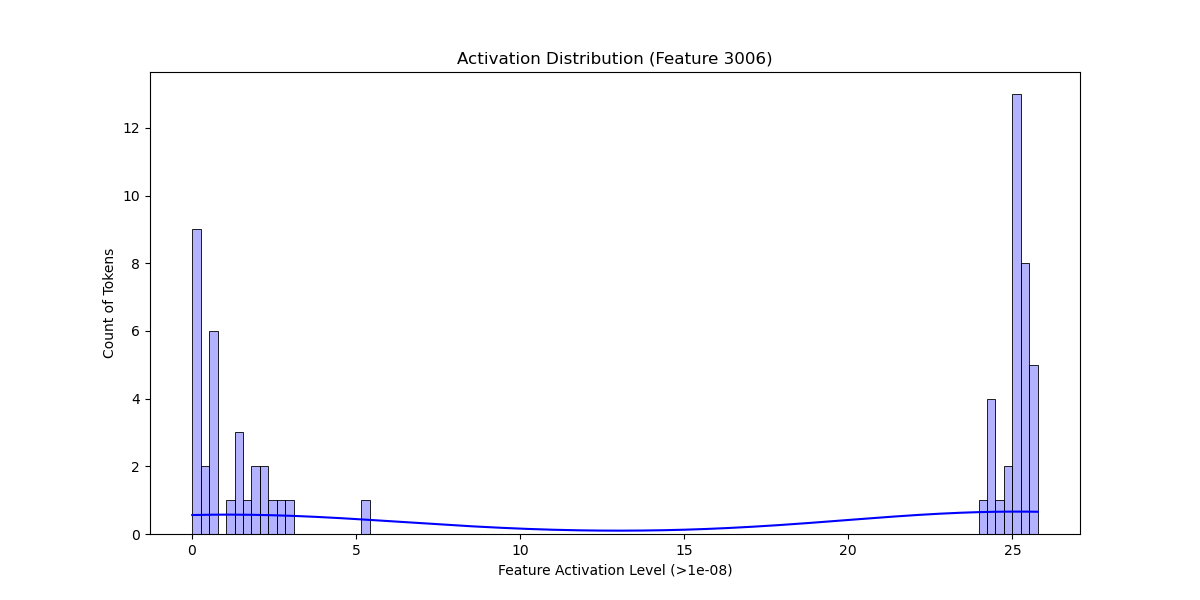 Activation Distribution (Feature 3006)
12
10
8
6
4
2
0
Count of Tokens
0 5 10 15 20 25
Feature Activation Level (>1e-08)